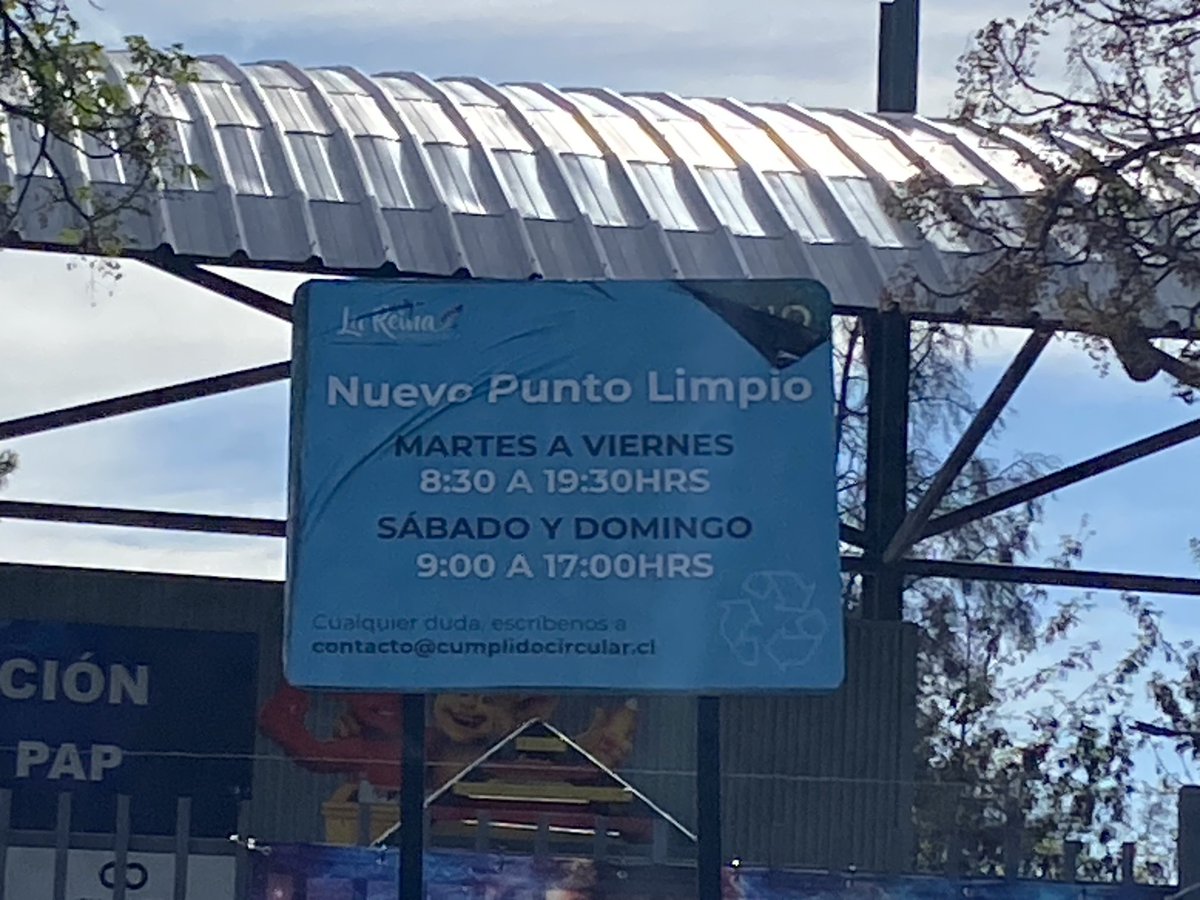 La Reina
Nuevo Punto Limpio
MARTES A VIERNES
8:30 A 19:30HRS
SÁBADO Y DOMINGO
9:00 A 17:00HRS
Cualquier duda, escríbenos a
contacto@cumplidocircular.cl
CIÓN
PAP